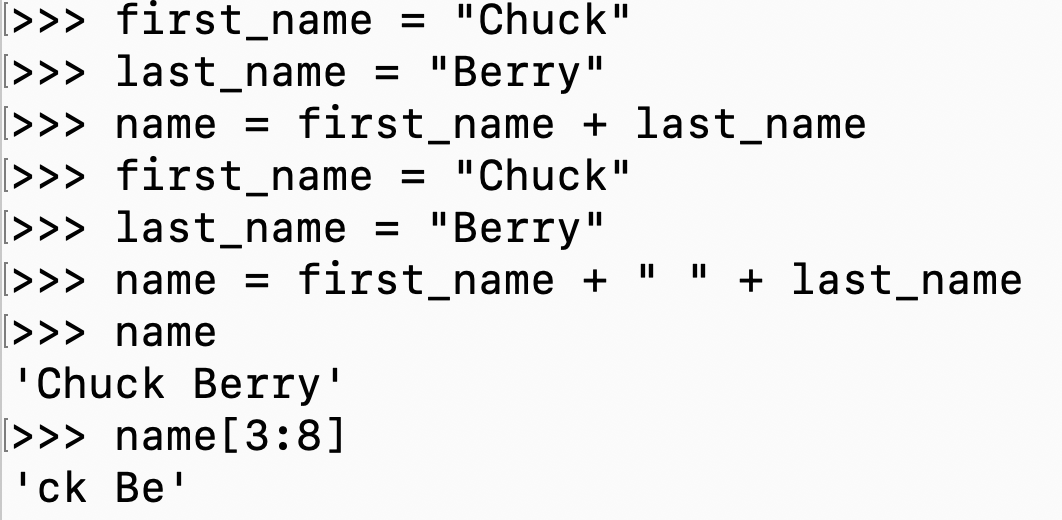 [>>> first_name = "Chuck"
[>>> last_name = "Berry"
[>>> name = first_name + last_name
[>>> first_name = "Chuck"
[>>> last_name = "Berry"
[>>> name = first_name + " " + last_name
[>>> name
'Chuck Berry'
[>>> name[3:8]
'ck Be'